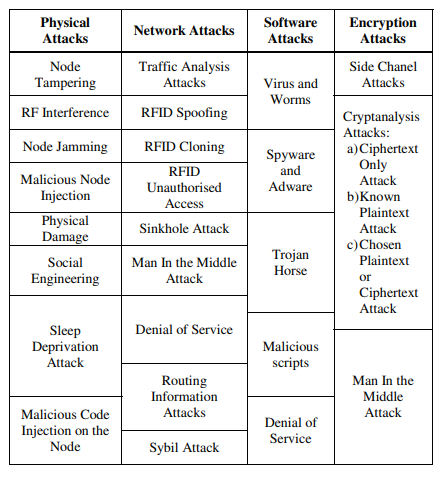 Physical
Attacks
Network Attacks
Software
Attacks
Encryption
Attacks
Node
Tampering
RF Interference
Node Jamming
Malicious Node
Injection
Physical
Damage
Social
Engineering
Sleep
Deprivation
Attack
Malicious Code
Injection on the
Node
Traffic Analysis
Attacks
RFID Spoofing
RFID Cloning
RFID
Unauthorised
Access
Sinkhole Attack
Man In the Middle
Attack
Denial of Service
Routing
Information
Attacks
Sybil Attack
Virus and
Worms
Spyware
and
Adware
Trojan
Horse
Malicious
scripts
Denial of
Service
Side Chanel
Attacks
Cryptanalysis
Attacks:
a)Ciphertext
Only
Attack
b)Known
Plaintext
Attack
c)Chosen
Plaintext
or
Ciphertext
Attack
Man In the
Middle
Attack